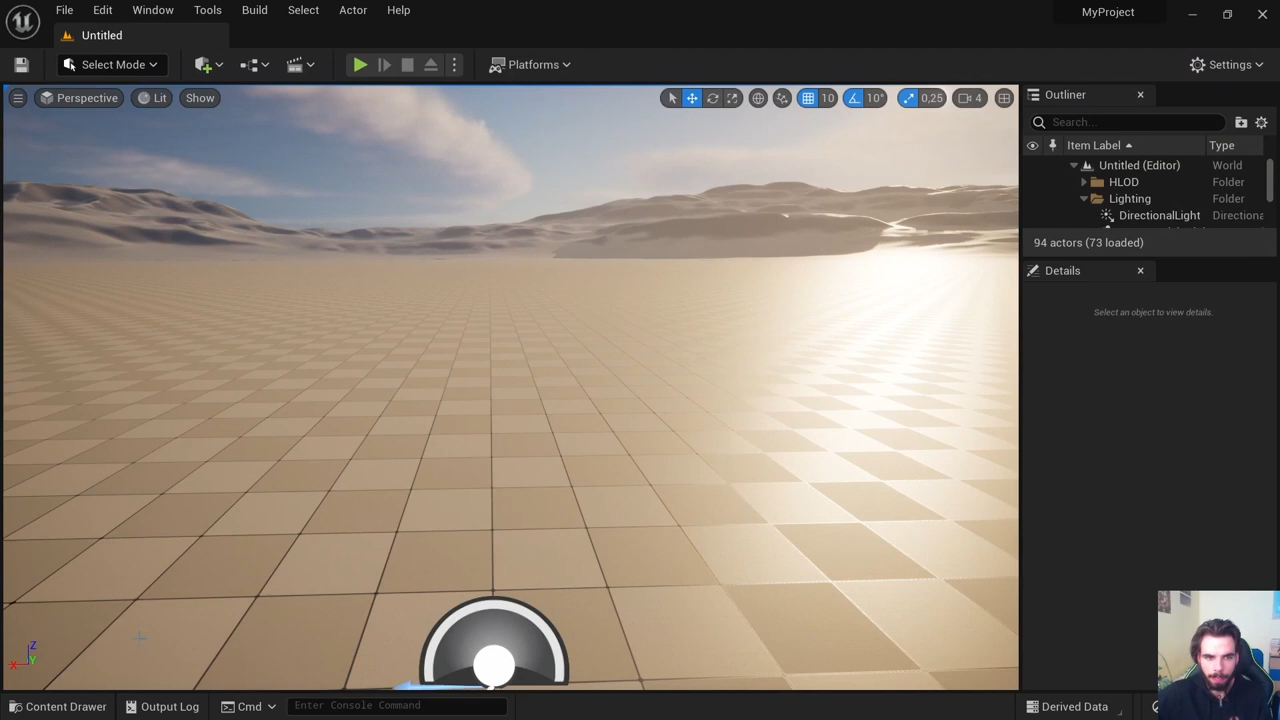 File Edit Window Tools Build Select Actor Help
MyProject
Untitled
Select Mode
Platforms
Settings
Perspective
Lit
Show
10
10°
0,25
4
Outliner
Search...
Item Label
Type
Untitled (Editor) World
HLOD Folder
Lighting Folder
DirectionalLight Directiona
94 actors (73 loaded)
Details
Select an object to view details.
Z
X
Y
Content Drawer
Output Log
Cmd
Enter Console Command
Derived Data